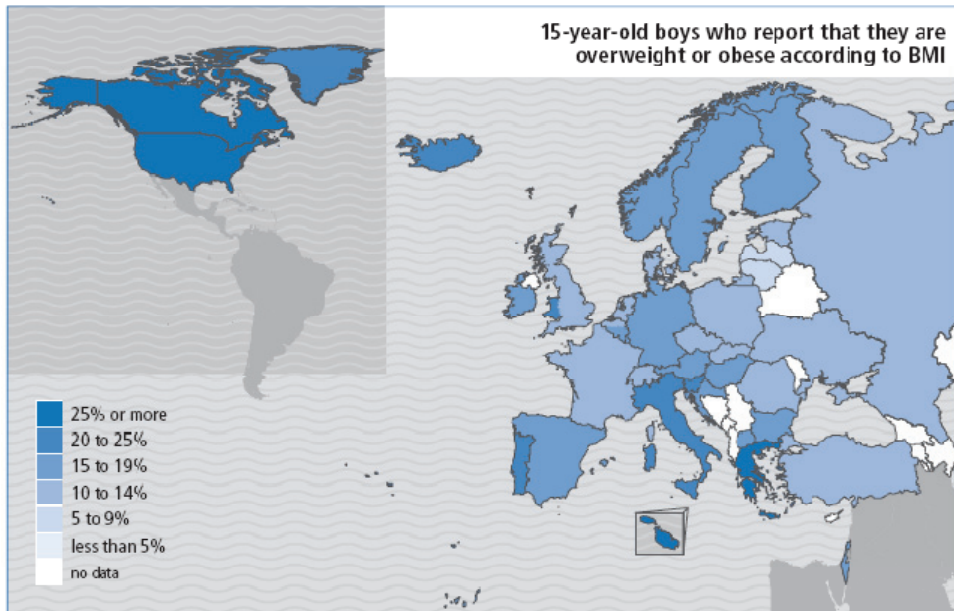 15-year-old boys who report that they are
overweight or obese according to BMI
25% or more
20 to 25%
15 to 19%
10 to 14%
5 to 9%
less than 5%
no data